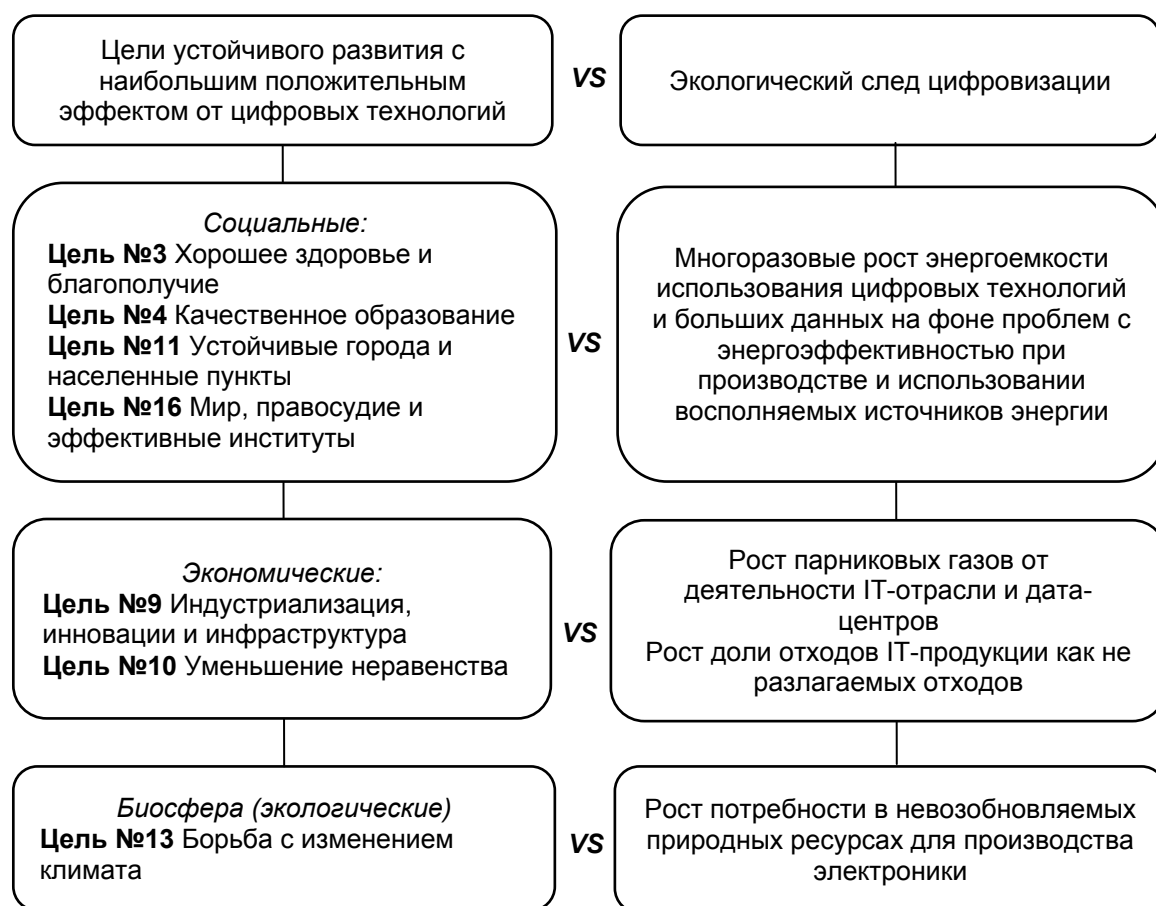 Цели устойчивого развития с
наибольшим положительным
эффектом от цифровых технологий
VS
Экологический след цифровизации
Социальные:
Цель №3 Хорошее здоровье и
благополучие
Цель №4 Качественное образование
Цель №11 Устойчивые города и
населенные пункты
Цель №16 Мир, правосудие и
эффективные институты
VS
Многоразовые рост энергоемкости
использования цифровых технологий
и больших данных на фоне проблем с
энергоэффективностью при
производстве и использовании
восполняемых источников энергии
Экономические:
Цель №9 Индустриализация,
инновации и инфраструктура
Цель №10 Уменьшение неравенства
VS
Рост парниковых газов от
деятельности IT-отрасли и дата-
центров
Рост доли отходов IT-продукции как не
разлагаемых отходов
Биосфера (экологические)
Цель №13 Борьба с изменением
климата
VS
Рост потребности в невозобновляемых
природных ресурсах для производства
электроники